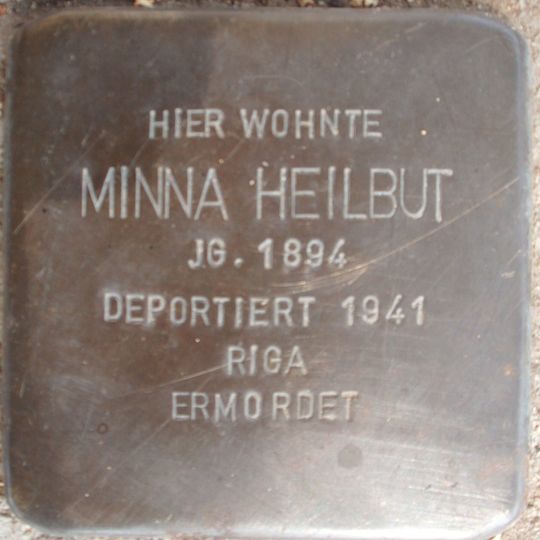 HIER WOHNTE
MINNA HEILBUT
JG. 1894
DEPORTIERT 1941
RIGA
ERMORDET